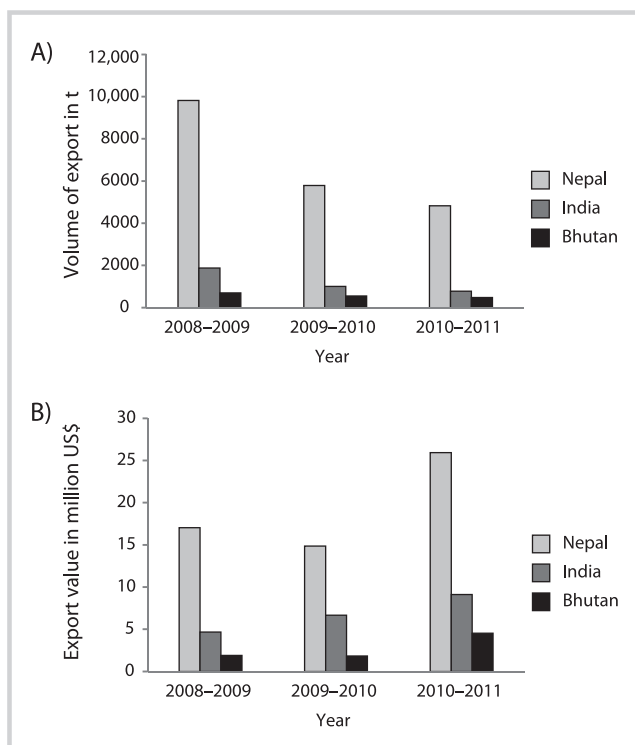 A)
Volume of export in t
12,000
10,000
8000
6000
4000
2000
0
2008–2009
2009–2010
2010–2011
Year
Nepal
India
Bhutan
B)
Export value in million US$
30
25
20
15
10
5
0
2008–2009
2009–2010
2010–2011
Year
Nepal
India
Bhutan